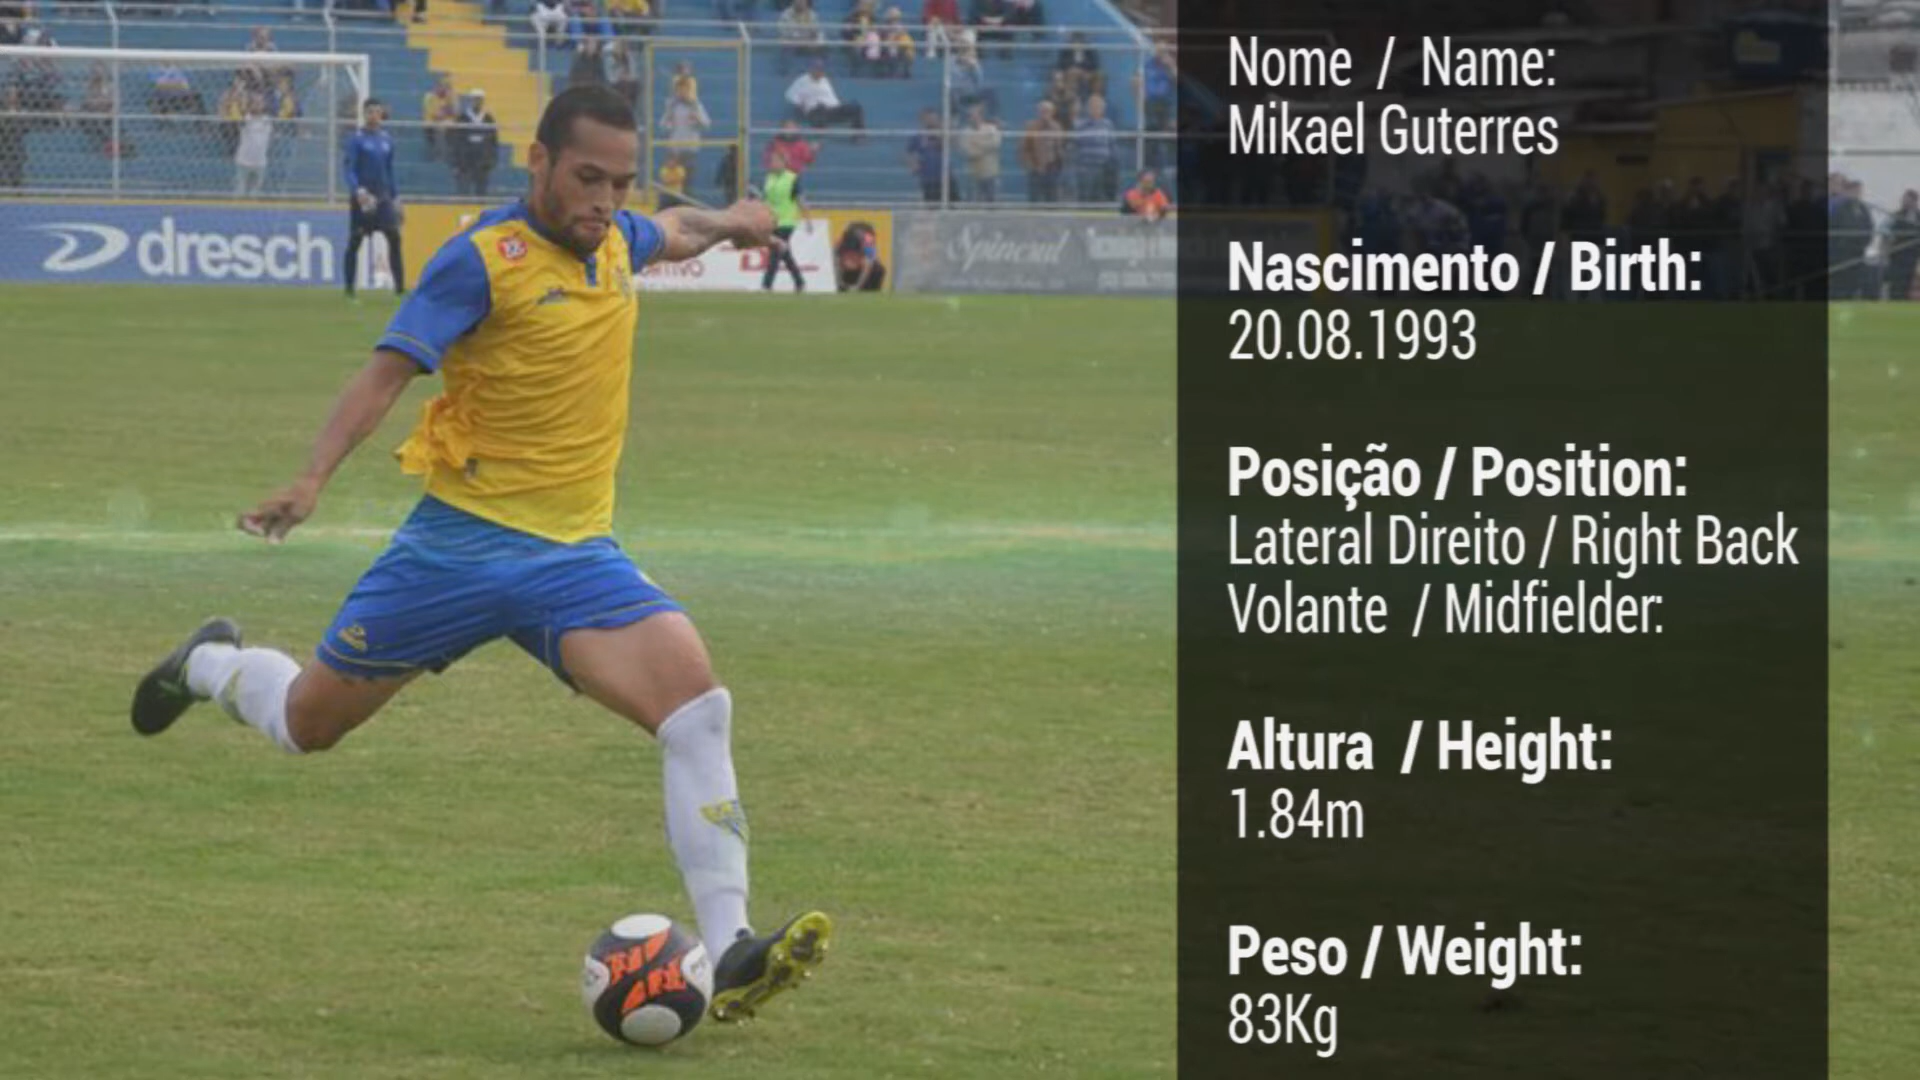 Nome / Name:
Mikael Guterres
Nascimento / Birth:
20.08.1993
Posição / Position:
Lateral Direito / Right Back
Volante / Midfielder:
Altura / Height:
1.84m
Peso / Weight:
83Kg
dresch
Spincoul